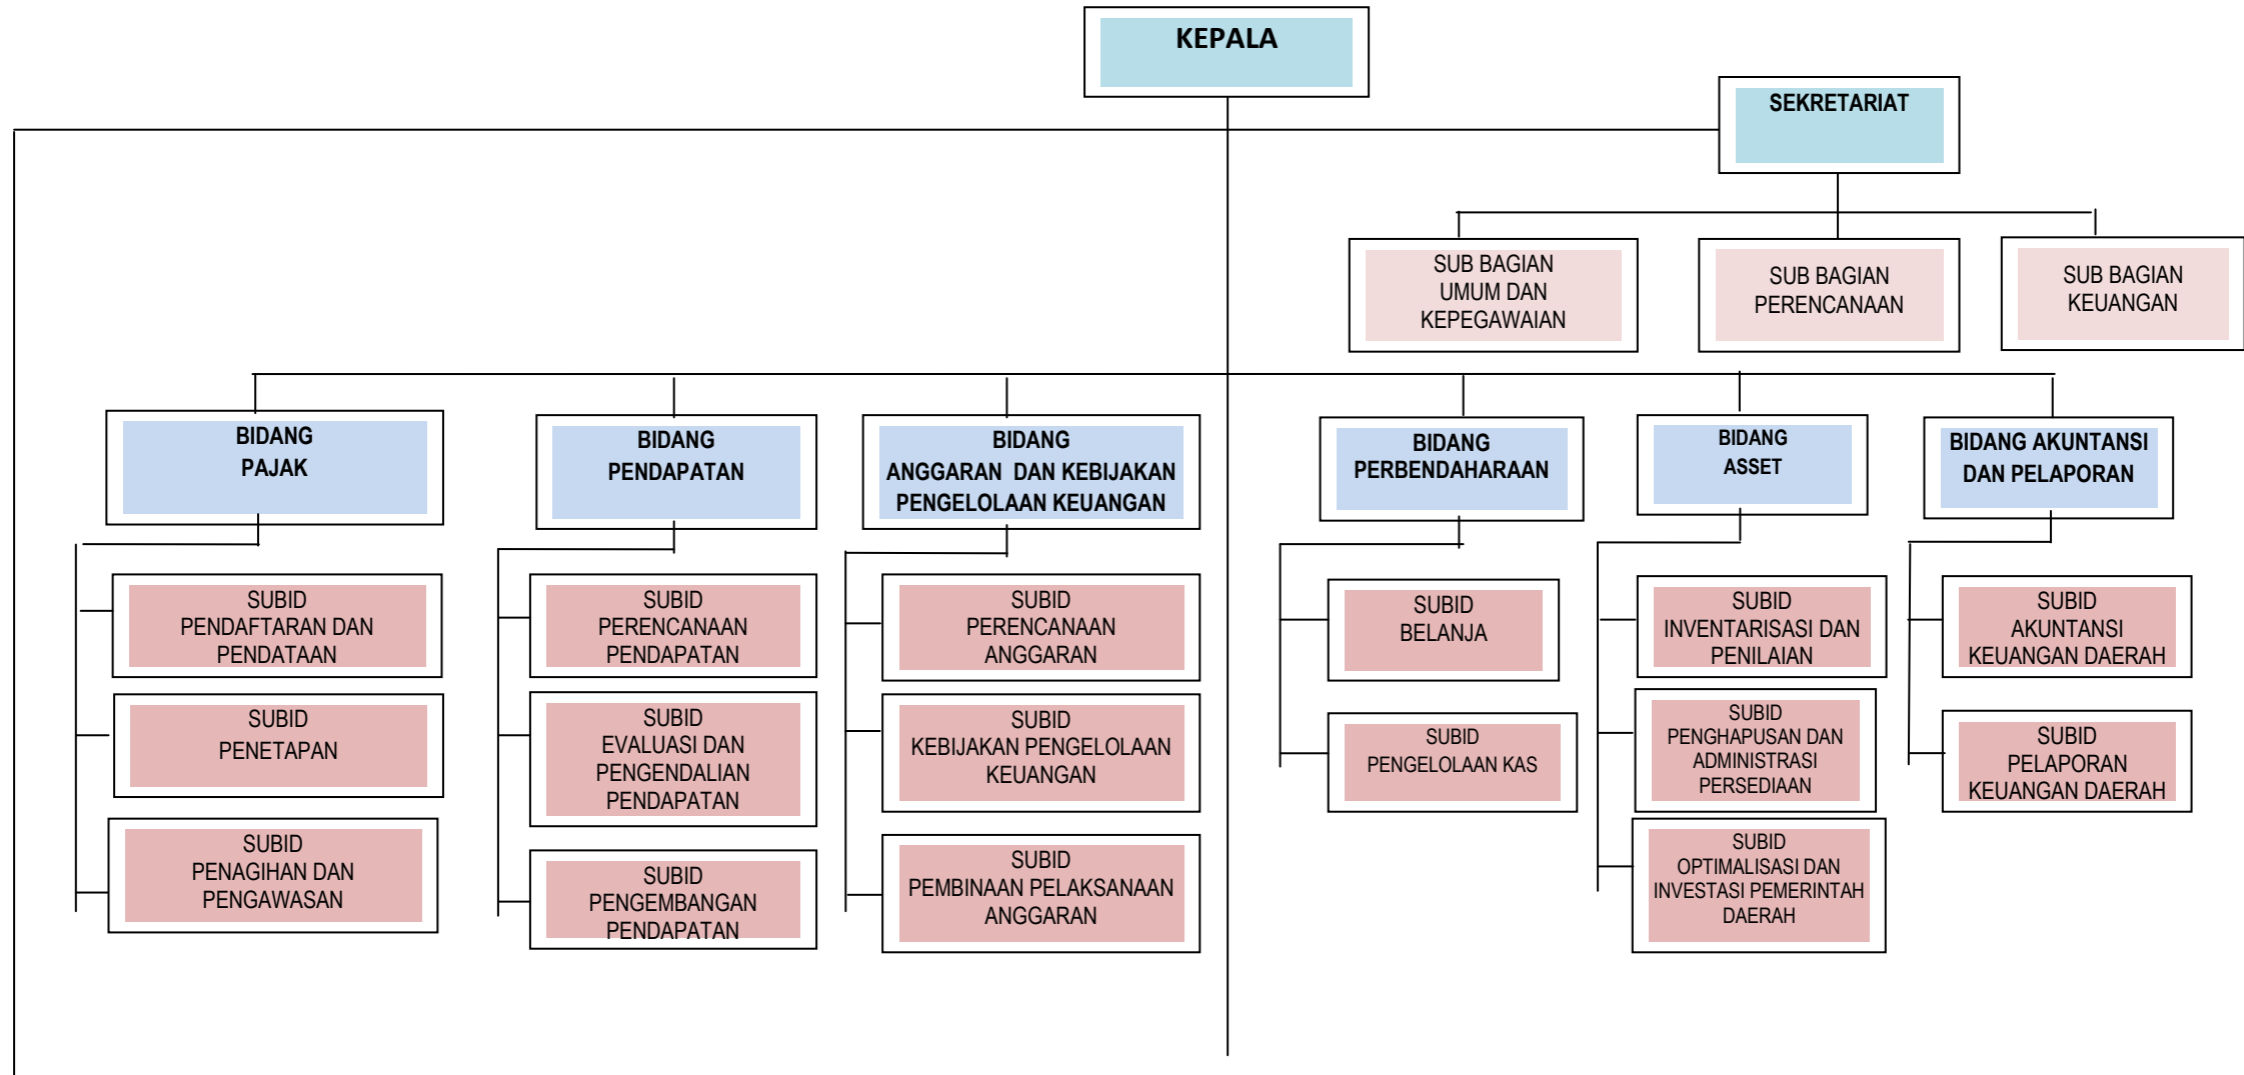 KEPALA
SEKRETARIAT
SUB BAGIAN
UMUM DAN
KEPEGAWAIAN
SUB BAGIAN
PERENCANAAN
SUB BAGIAN
KEUANGAN
BIDANG
PAJAK
BIDANG
PENDAPATAN
BIDANG
ANGGARAN DAN KEBIJAKAN
PENGELOLAAN KEUANGAN
BIDANG
PERBENDAHARAAN
BIDANG
ASSET
BIDANG AKUNTANSI
DAN PELAPORAN
SUBID
PENDAFTARAN DAN
PENDATAAN
SUBID
PENETAPAN
SUBID
PENAGIHAN DAN
PENGAWASAN
SUBID
PERENCANAAN
PENDAPATAN
SUBID
EVALUASI DAN
PENGENDALIAN
PENDAPATAN
SUBID
PENGEMBANGAN
PENDAPATAN
SUBID
PERENCANAAN
ANGGARAN
SUBID
KEBIJAKAN PENGELOLAAN
KEUANGAN
SUBID
PEMBINAAN PELAKSANAAN
ANGGARAN
SUBID
BELANJA
SUBID
PENGELOLAAN KAS
SUBID
INVENTARISASI DAN
PENILAIAN
SUBID
PENGHAPUSAN DAN
ADMINISTRASI
PERSEDIAAN
SUBID
OPTIMALISASI DAN
INVESTASI PEMERINTAH
DAERAH
SUBID
AKUNTANSI
KEUANGAN DAERAH
SUBID
PELAPORAN
KEUANGAN DAERAH